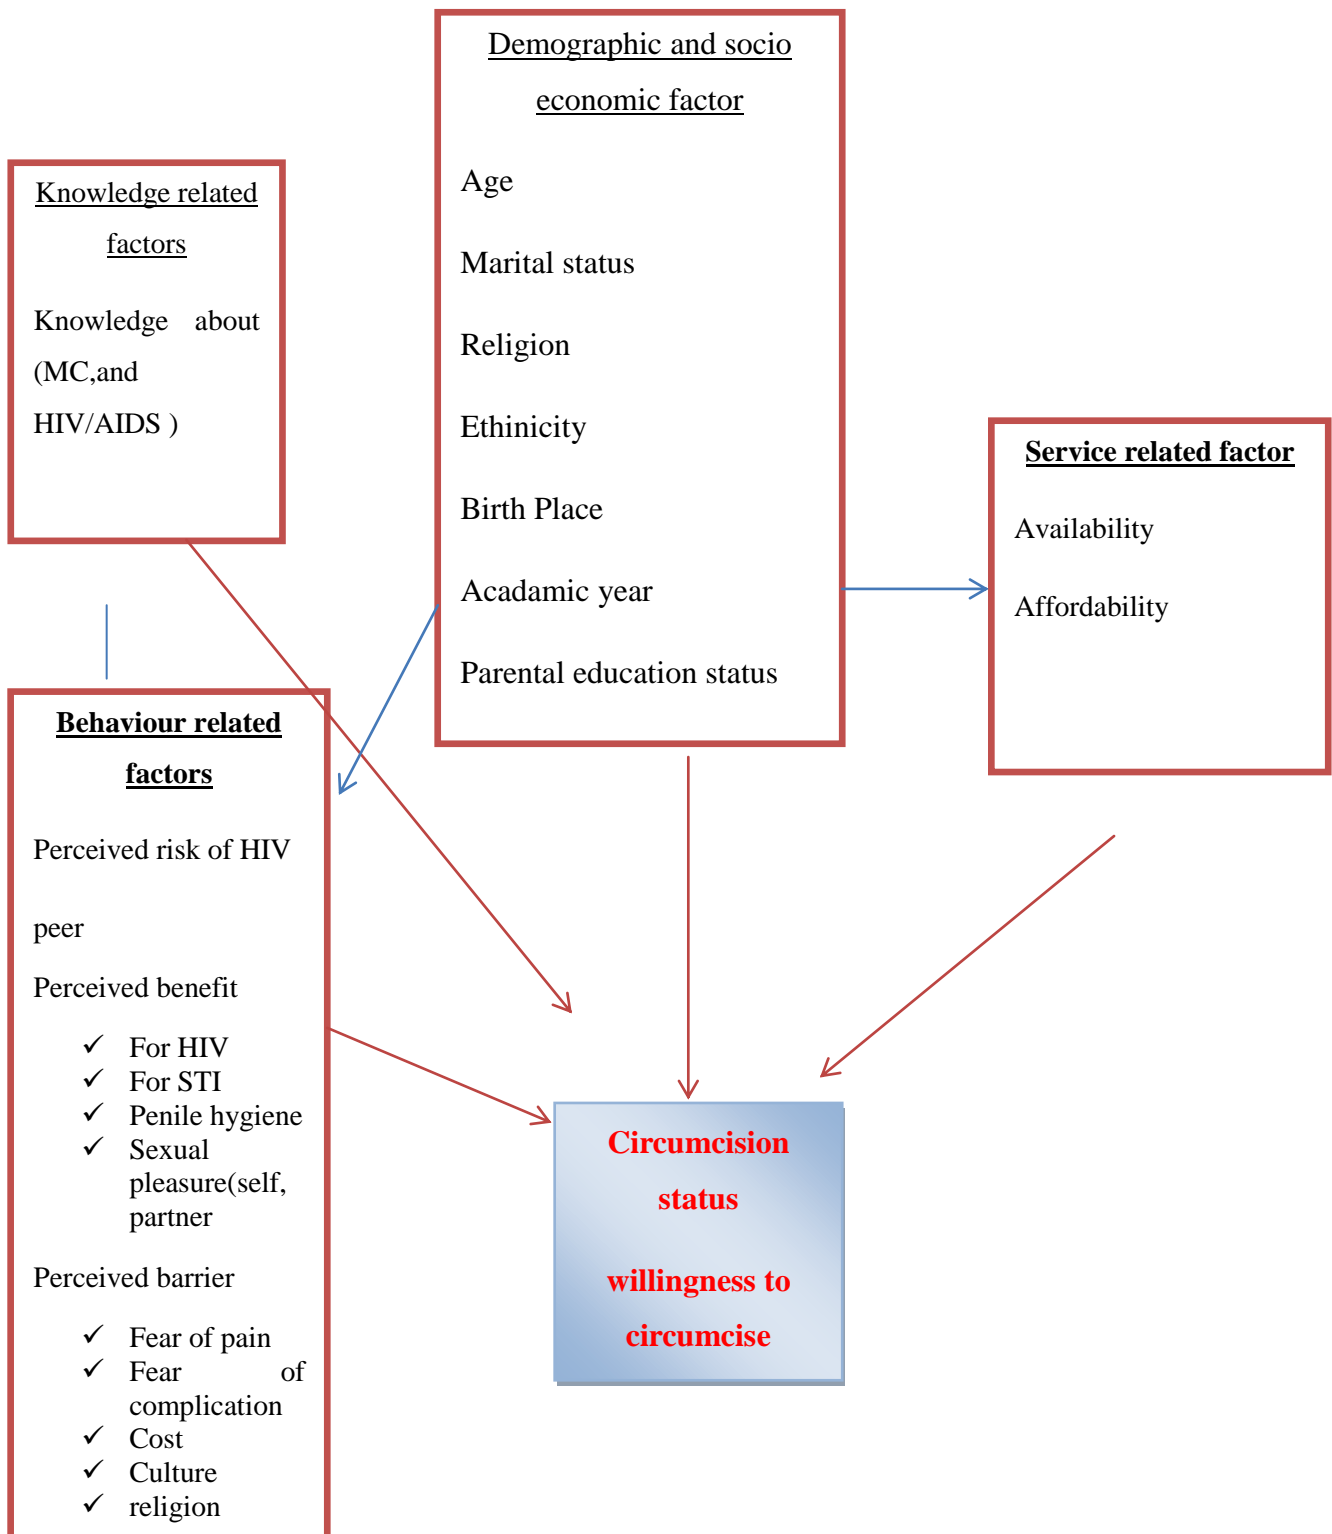 Demographic and socio
economic factor
Age
Marital status
Religion
Ethinicity
Birth Place
Acadamic year
Parental education status
Knowledge related
factors
Knowledge about
(MC,and
HIV/AIDS )
Service related factor
Availability
Affordability
Behaviour related
factors
Perceived risk of HIV
peer
Perceived benefit
✓ For HIV
✓ For STI
✓ Penile hygiene
✓ Sexual
pleasure(self,
partner
Perceived barrier
✓ Fear of pain
✓ Fear of
complication
✓ Cost
✓ Culture
✓ religion
Circumcision
status
willingness to
circumcise